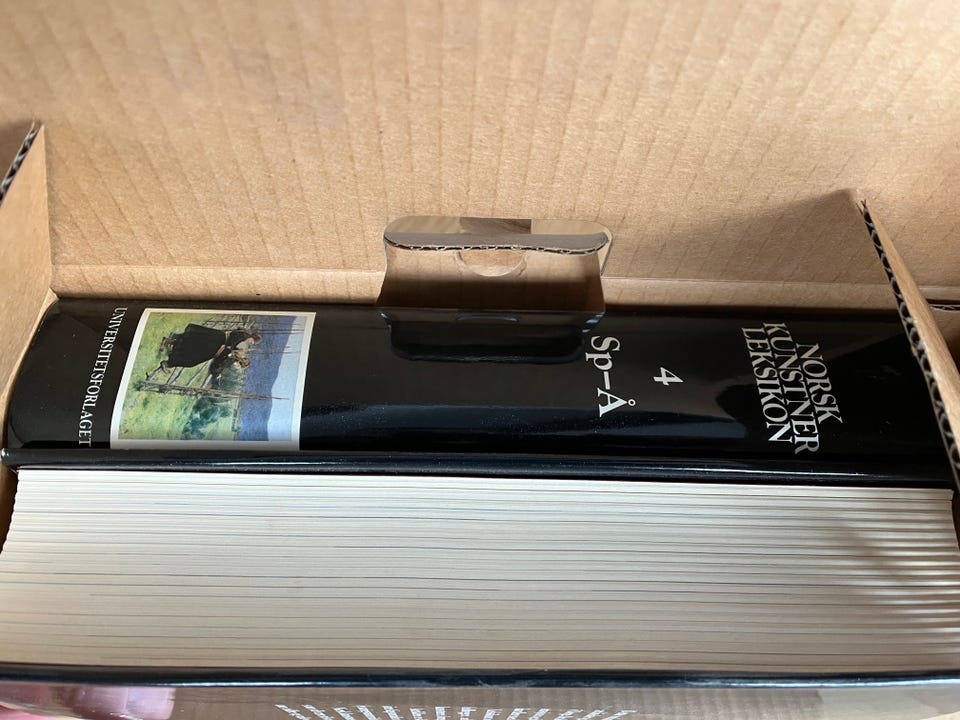 NORSK
KUNSTNER
LEKSIKON
4
Sp–Å
UNIVERSITETSFORLAGET